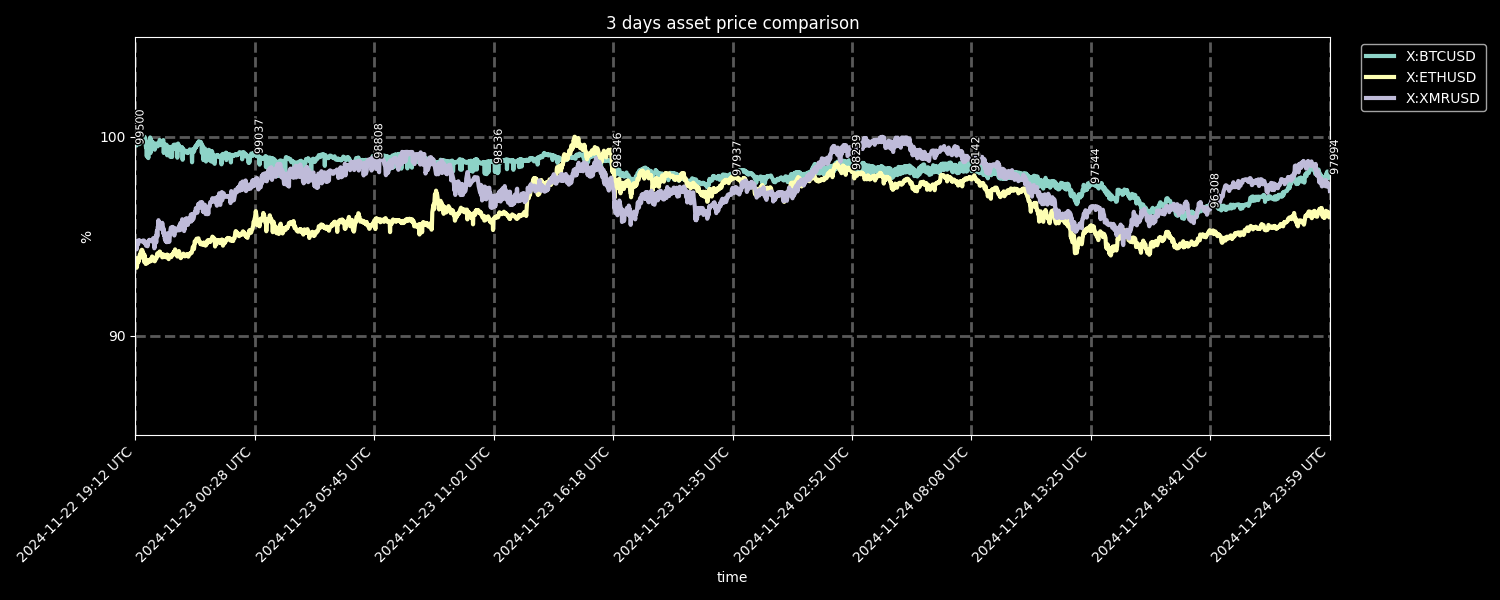 3 days asset price comparison
X:BTCUSD
X:ETHUSD
X:XMRUSD
100
90
%
99500
99037
98808
98536
98346
97937
98239
98142
97544
96308
97994
2024-11-22 19:12 UTC
2024-11-23 00:28 UTC
2024-11-23 05:45 UTC
2024-11-23 11:02 UTC
2024-11-23 16:18 UTC
2024-11-23 21:35 UTC
2024-11-24 02:52 UTC
2024-11-24 08:08 UTC
2024-11-24 13:25 UTC
2024-11-24 18:42 UTC
2024-11-24 23:59 UTC
time